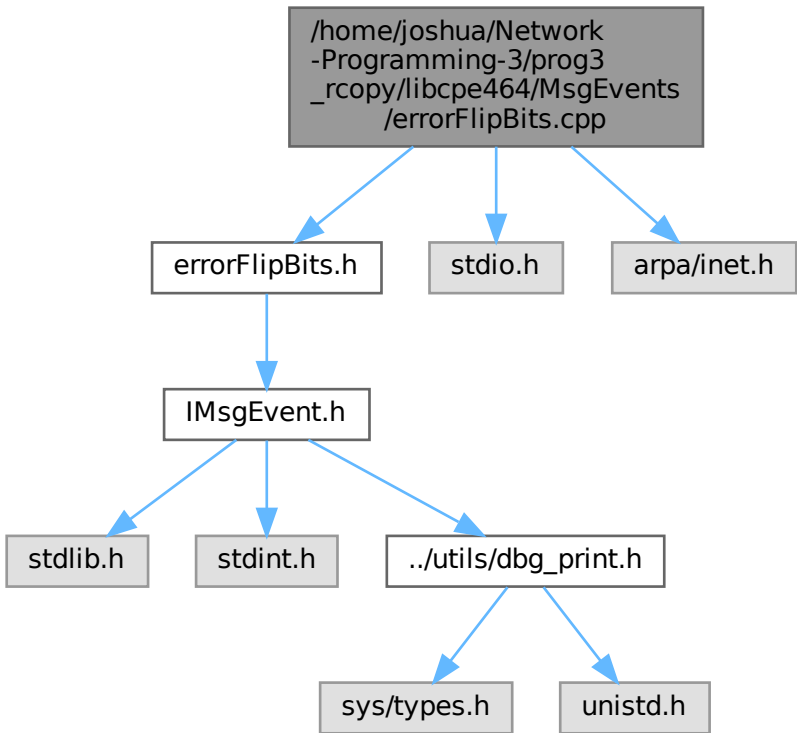 /home/joshua/Network
-Programming-3/prog3
_rcopy/libcpe464/MsgEvents
/errorFlipBits.cpp
errorFlipBits.h
stdio.h
arpa/inet.h
IMsgEvent.h
stdlib.h
stdint.h
../utils/dbg_print.h
sys/types.h
unistd.h